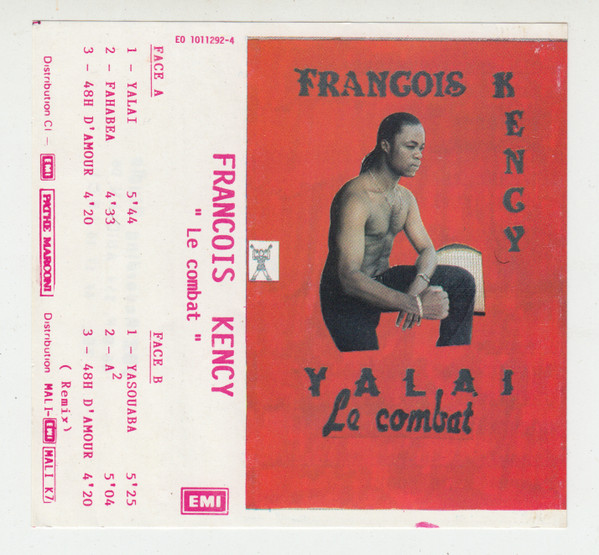 EO 1011292-4
FACE A
1 - YALAI 5'44
2 - FAHABEA 4'33
3 - 48H D'AMOUR 4'20
Distribution CI - EMI PATHE MARCONI
FACE B
1 - YASOUABA 5'25
2 - A² 5'04
3 - 48H D'AMOUR 4'20
( Remix)
Distribution MALI- EMI MALI K7
FRANCOIS KENCY
" Le combat "
EMI
FRANCOIS KENCY
YALAI
Le combat